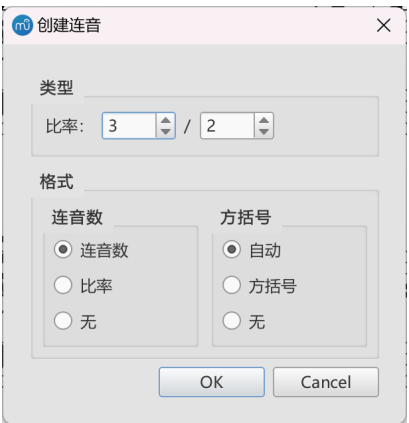 创建连音
类型
比率： 3 / 2
格式
连音数
连音数
比率
无
方括号
自动
方括号
无
OK Cancel